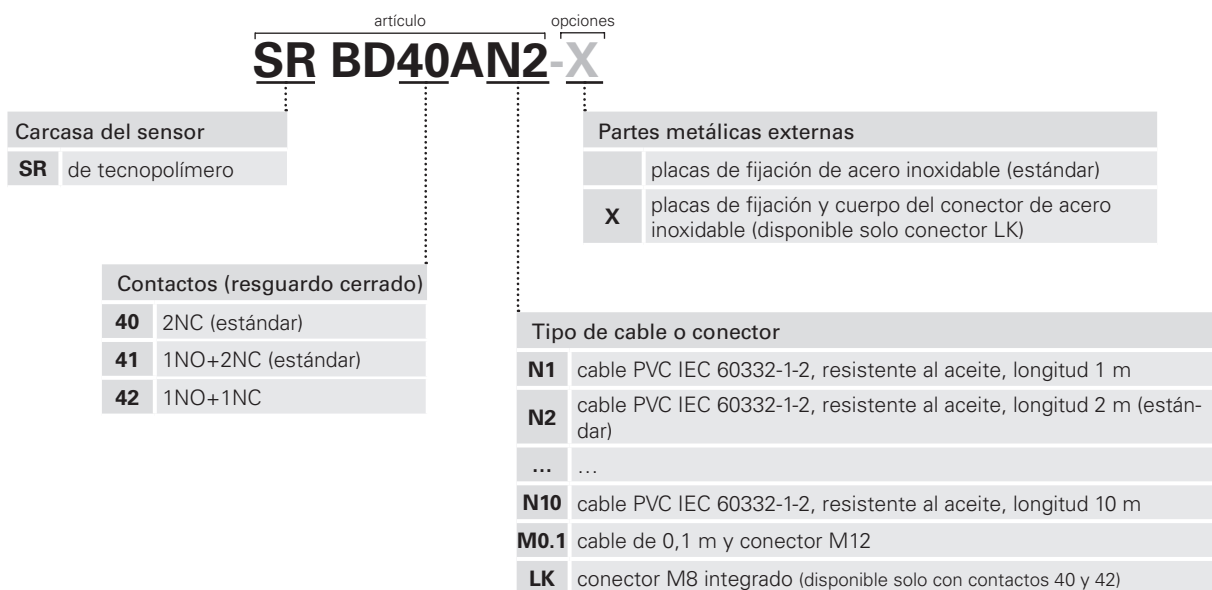 artículo
opciones
SR BD40AN2-X
Carcasa del sensor
SR de tecnopolímero
Partes metálicas externas
placas de fijación de acero inoxidable (estándar)
X placas de fijación y cuerpo del conector de acero
inoxidable (disponible solo conector LK)
Contactos (resguardo cerrado)
40 2NC (estándar)
41 1NO+2NC (estándar)
42 1NO+1NC
Tipo de cable o conector
N1 cable PVC IEC 60332-1-2, resistente al aceite, longitud 1 m
N2 cable PVC IEC 60332-1-2, resistente al aceite, longitud 2 m (están-
dar)
… …
N10 cable PVC IEC 60332-1-2, resistente al aceite, longitud 10 m
M0.1 cable de 0,1 m y conector M12
LK conector M8 integrado (disponible solo con contactos 40 y 42)